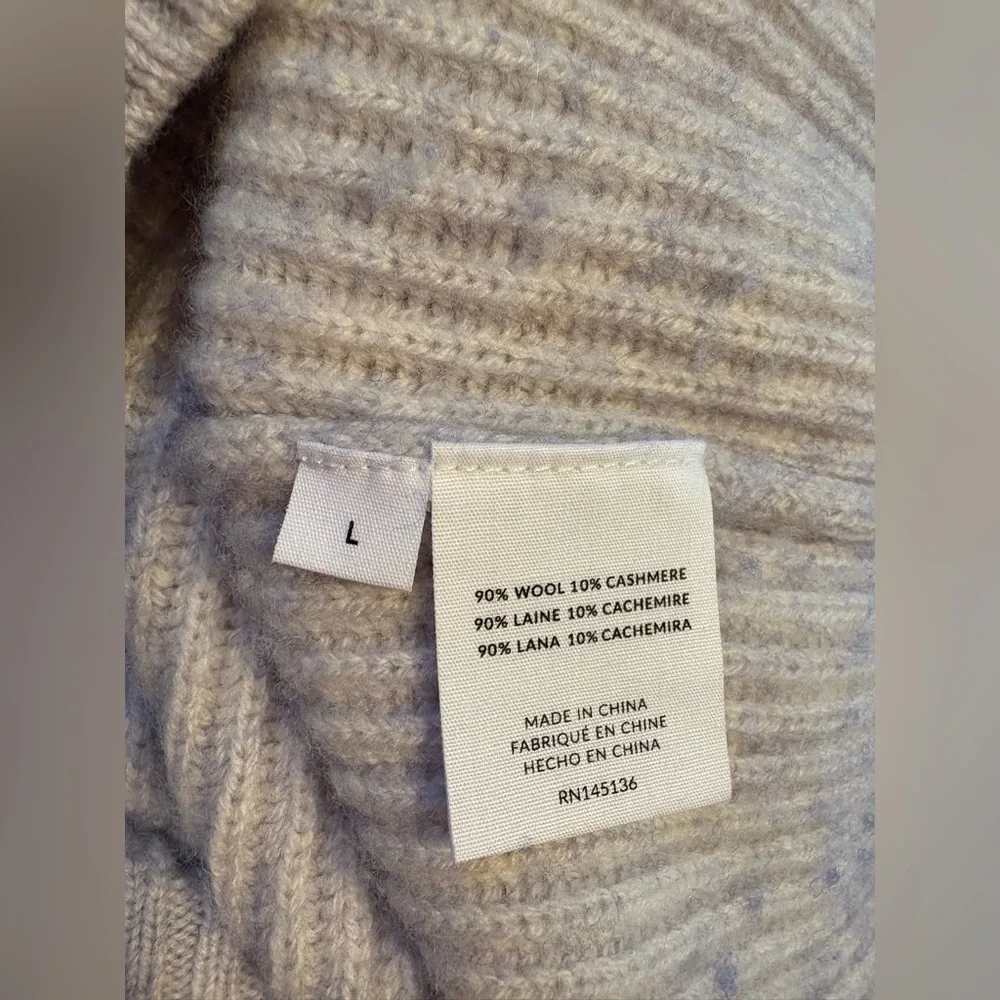 L
90% WOOL 10% CASHMERE
90% LAINE 10% CACHEMIRE
90% LANA 10% CACHEMIRA
MADE IN CHINA
FABRIQUÉ EN CHINE
HECHO EN CHINA
RN145136